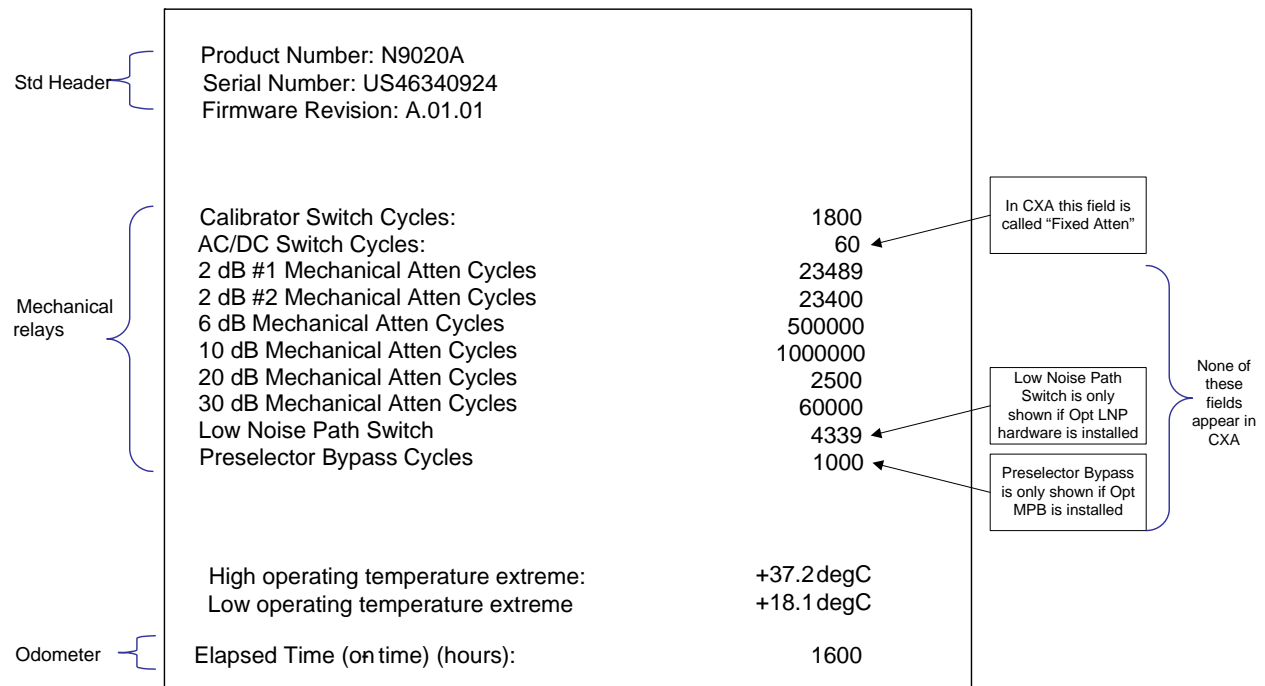 Std Header
Product Number: N9020A
Serial Number: US46340924
Firmware Revision: A.01.01
Mechanical
relays
Calibrator Switch Cycles: 1800
AC/DC Switch Cycles: 60
2 dB #1 Mechanical Atten Cycles 23489
2 dB #2 Mechanical Atten Cycles 23400
6 dB Mechanical Atten Cycles 500000
10 dB Mechanical Atten Cycles 1000000
20 dB Mechanical Atten Cycles 2500
30 dB Mechanical Atten Cycles 60000
Low Noise Path Switch 4339
Preselector Bypass Cycles 1000
In CXA this field is
called “Fixed Atten”
Low Noise Path
Switch is only
shown if Opt LNP
hardware is installed
Preselector Bypass
is only shown if Opt
MPB is installed
None of
these
fields
appear in
CXA
High operating temperature extreme: +37.2degC
Low operating temperature extreme +18.1degC
Odometer
Elapsed Time (on-time) (hours): 1600